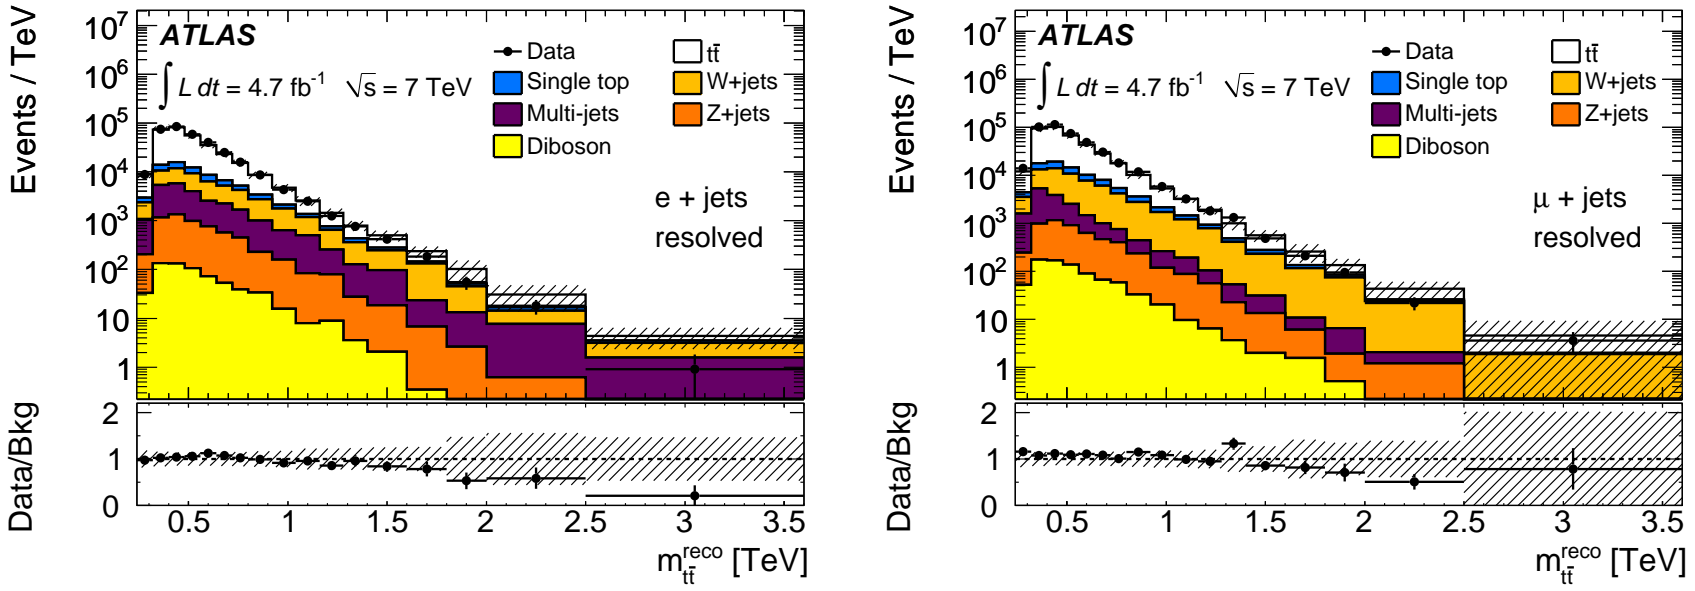 ATLAS
∫ L dt = 4.7 fb⁻¹ √s = 7 TeV
Data
tt̄
Single top
W+jets
Multi-jets
Z+jets
Diboson
e + jets
resolved
Events / TeV
10⁷
10⁶
10⁵
10⁴
10³
10²
10
1
Data/Bkg
2
1
0
0.5 1 1.5 2 2.5 3 3.5
m_tt̄^reco [TeV]
ATLAS
∫ L dt = 4.7 fb⁻¹ √s = 7 TeV
Data
tt̄
Single top
W+jets
Multi-jets
Z+jets
Diboson
μ + jets
resolved
Events / TeV
10⁷
10⁶
10⁵
10⁴
10³
10²
10
1
Data/Bkg
2
1
0
0.5 1 1.5 2 2.5 3 3.5
m_tt̄^reco [TeV]